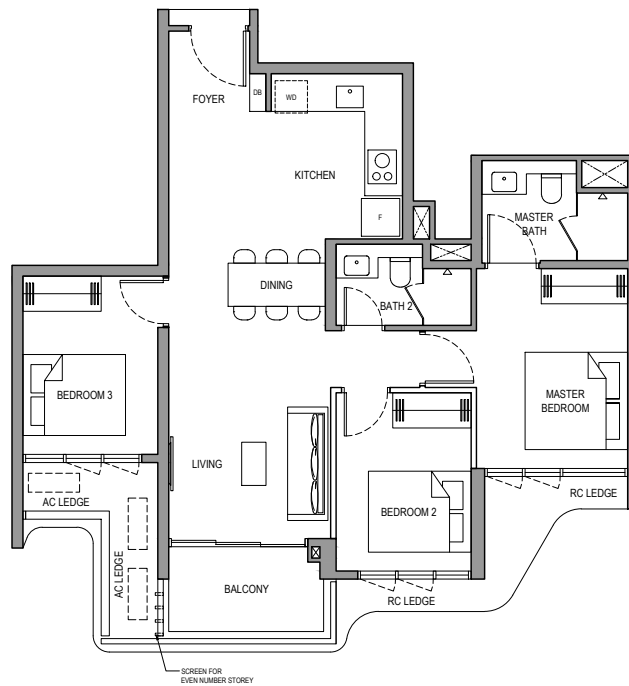 FOYER
DB
WD
KITCHEN
F
MASTER
BATH
DINING
BATH 2
BEDROOM 3
MASTER
BEDROOM
LIVING
AC LEDGE
RC LEDGE
BEDROOM 2
AC LEDGE
BALCONY
RC LEDGE
SCREEN FOR
EVEN NUMBER STOREY